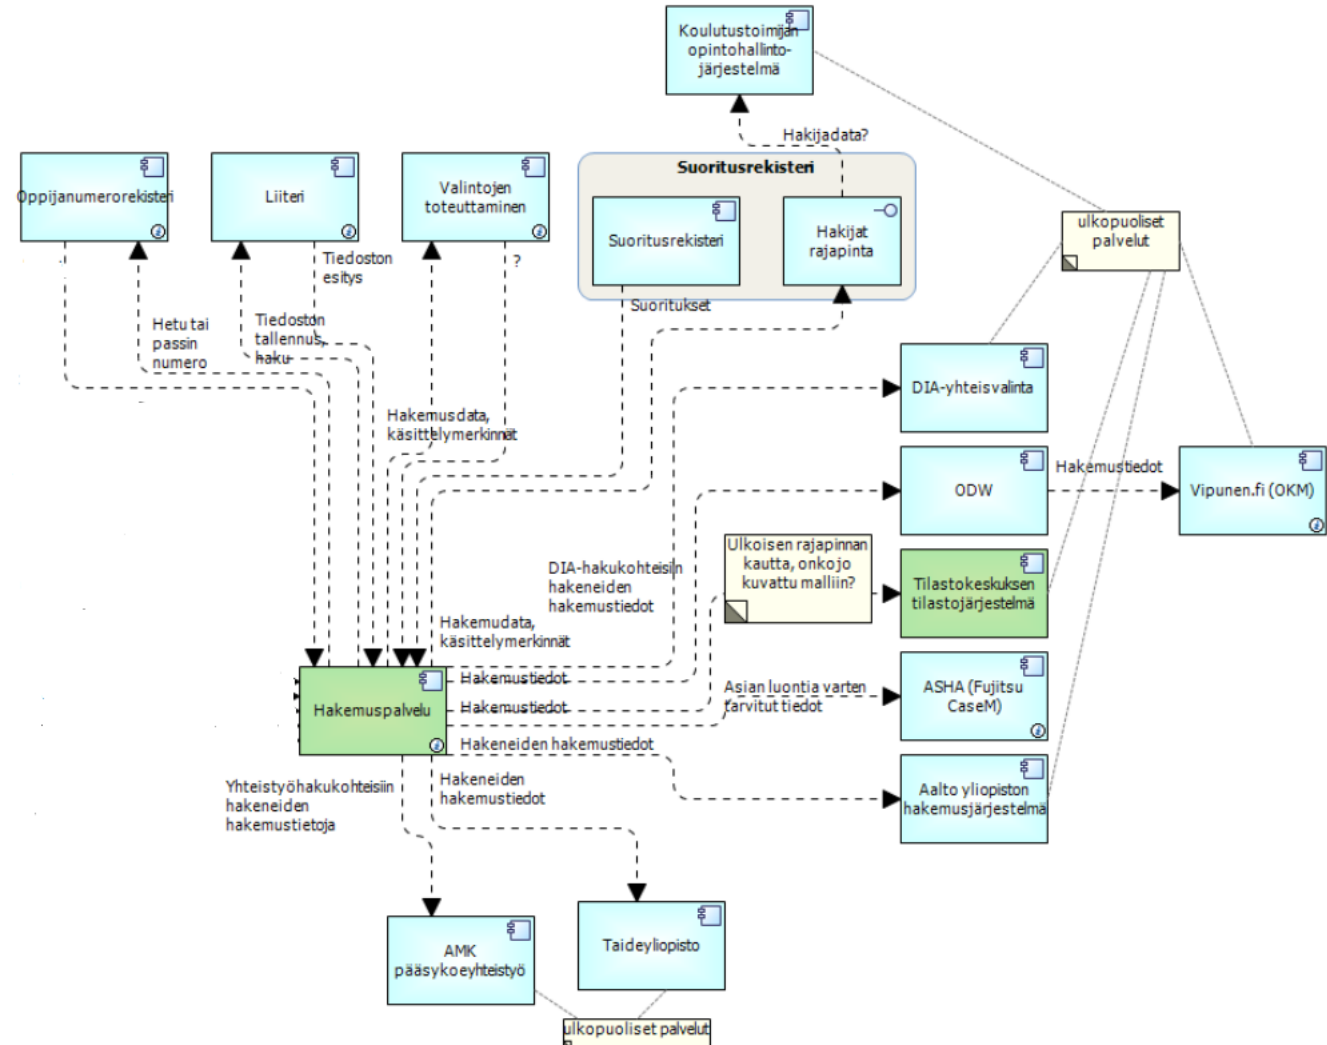 Koulutustoimijan
opintohallinto-
järjestelmä
Hakijadata?
Oppijanumerorekisteri
Liiteri
Valintojen
toteuttaminen
Suoritusrekisteri
Suoritusrekisteri
Hakijat
rajapinta
ulkopuoliset
palvelut
Tiedoston
esitys
?
Suoritukset
Hetu tai
passin
numero
Tiedoston
tallennus,
haku
DIA-yhteisvalinta
Hakemusdata,
käsittelymerkinnät
ODW
Hakemustiedot
Vipunen.fi (OKM)
Ulkoisen rajapinnan
kautta, onko jo
kuvattu malliin?
DIA-hakukohteisiin
hakeneiden
hakemustiedot
Tilastokeskuksen
tilastojärjestelmä
Hakemudata,
käsittelymerkinnät
Hakemuspalvelu
Hakemustiedot
Hakemustiedot
Asian luontia varten
tarvitut tiedot
ASHA (Fujitsu
CaseM)
Hakeneiden hakemustiedot
Aalto yliopiston
hakemusjärjestelmä
Yhteistyöhakukohteisiin
hakeneiden
hakemustietoja
Hakeneiden
hakemustiedot
AMK
pääsykoeyhteistyö
Taideyliopisto
ulkopuoliset palvelut